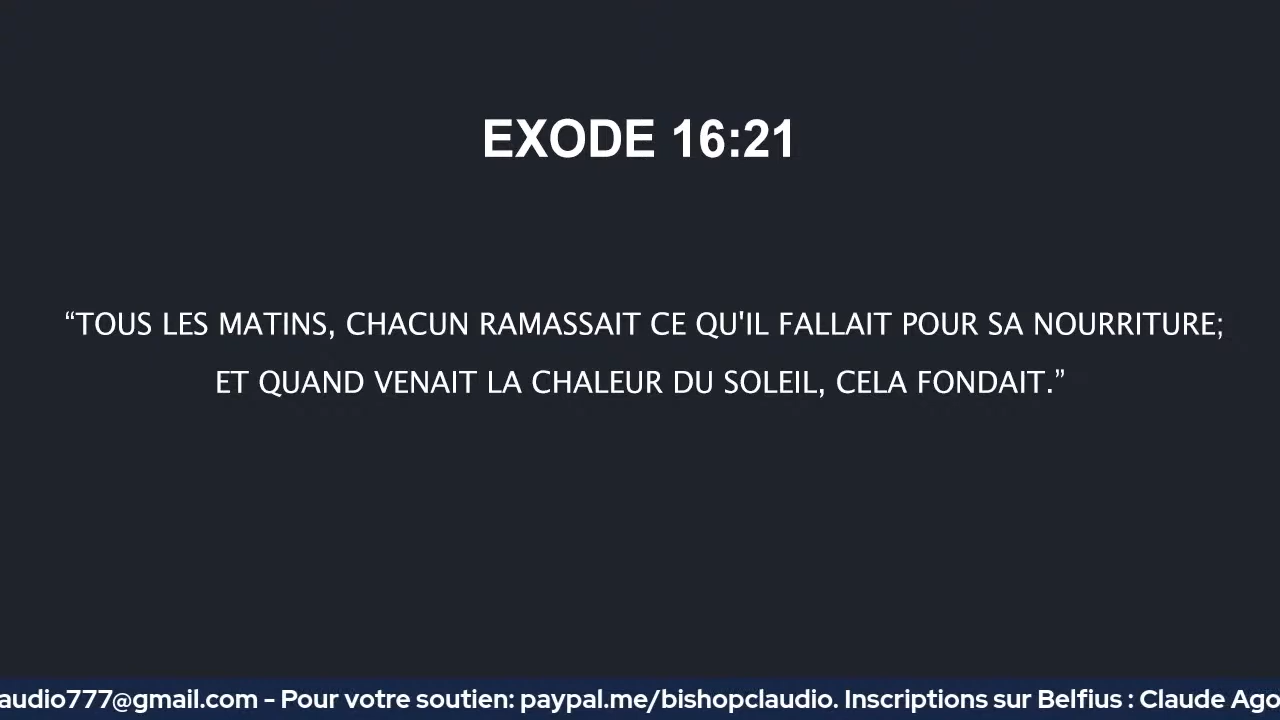 EXODE 16:21
“TOUS LES MATINS, CHACUN RAMASSAIT CE QU'IL FALLAIT POUR SA NOURRITURE;
ET QUAND VENAIT LA CHALEUR DU SOLEIL, CELA FONDAIT.”
audio777@gmail.com - Pour votre soutien: paypal.me/bishopclaudio. Inscriptions sur Belfius : Claude Ago